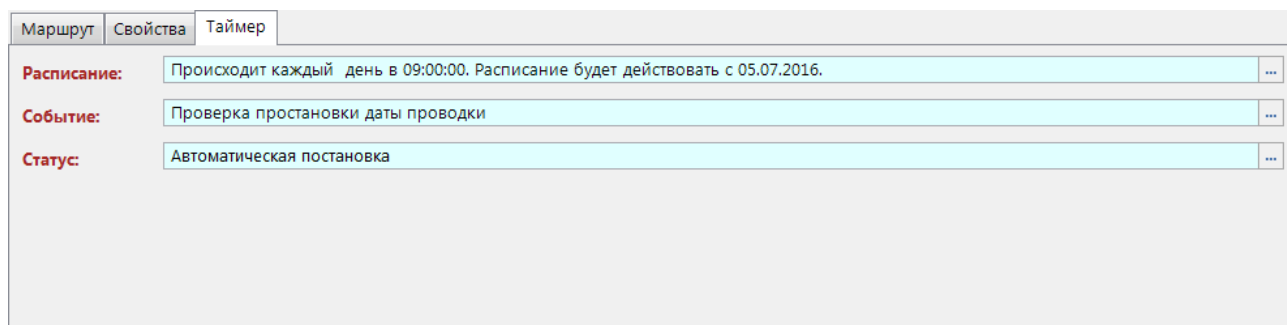 Маршрут Свойства Таймер
Расписание: Происходит каждый  день в 09:00:00. Расписание будет действовать с 05.07.2016. ...
Событие: Проверка простановки даты проводки ...
Статус: Автоматическая постановка ...